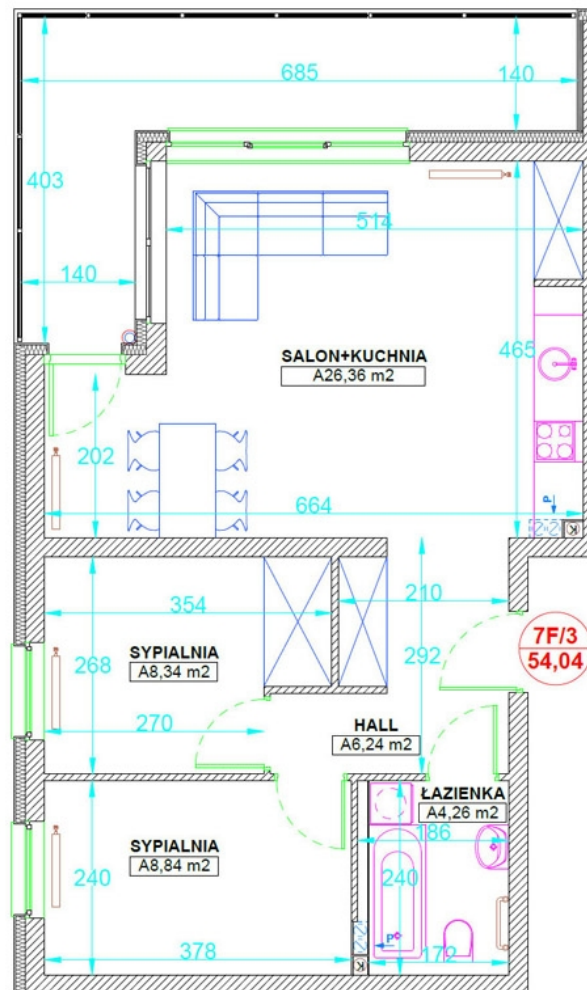 685
140
403
140
514
SALON+KUCHNIA
A26,36 m2
465
202
P
664
K
354
210
7F/3
54,04
SYPIALNIA
A8,34 m2
268
292
270
HALL
A6,24 m2
ŁAZIENKA
A4,26 m2
186
SYPIALNIA
A8,84 m2
240
240
P
378
K
172